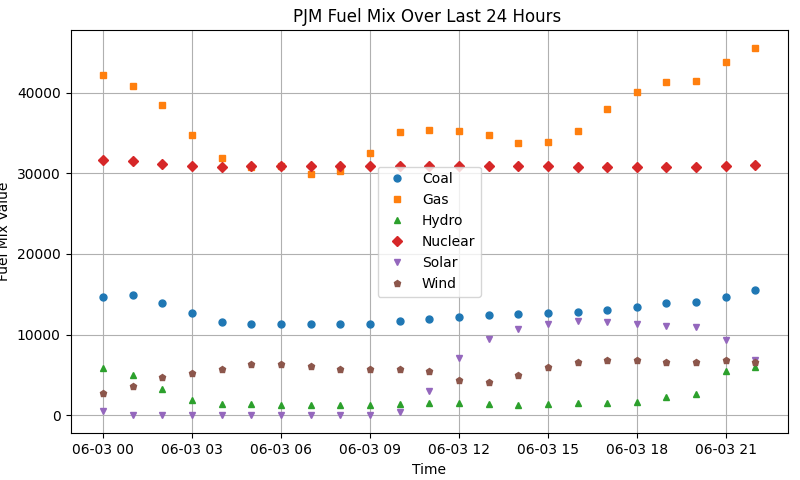 PJM Fuel Mix Over Last 24 Hours
Fuel Mix Value
40000
30000
20000
10000
0
Coal
Gas
Hydro
Nuclear
Solar
Wind
06-03 00
06-03 03
06-03 06
06-03 09
06-03 12
06-03 15
06-03 18
06-03 21
Time